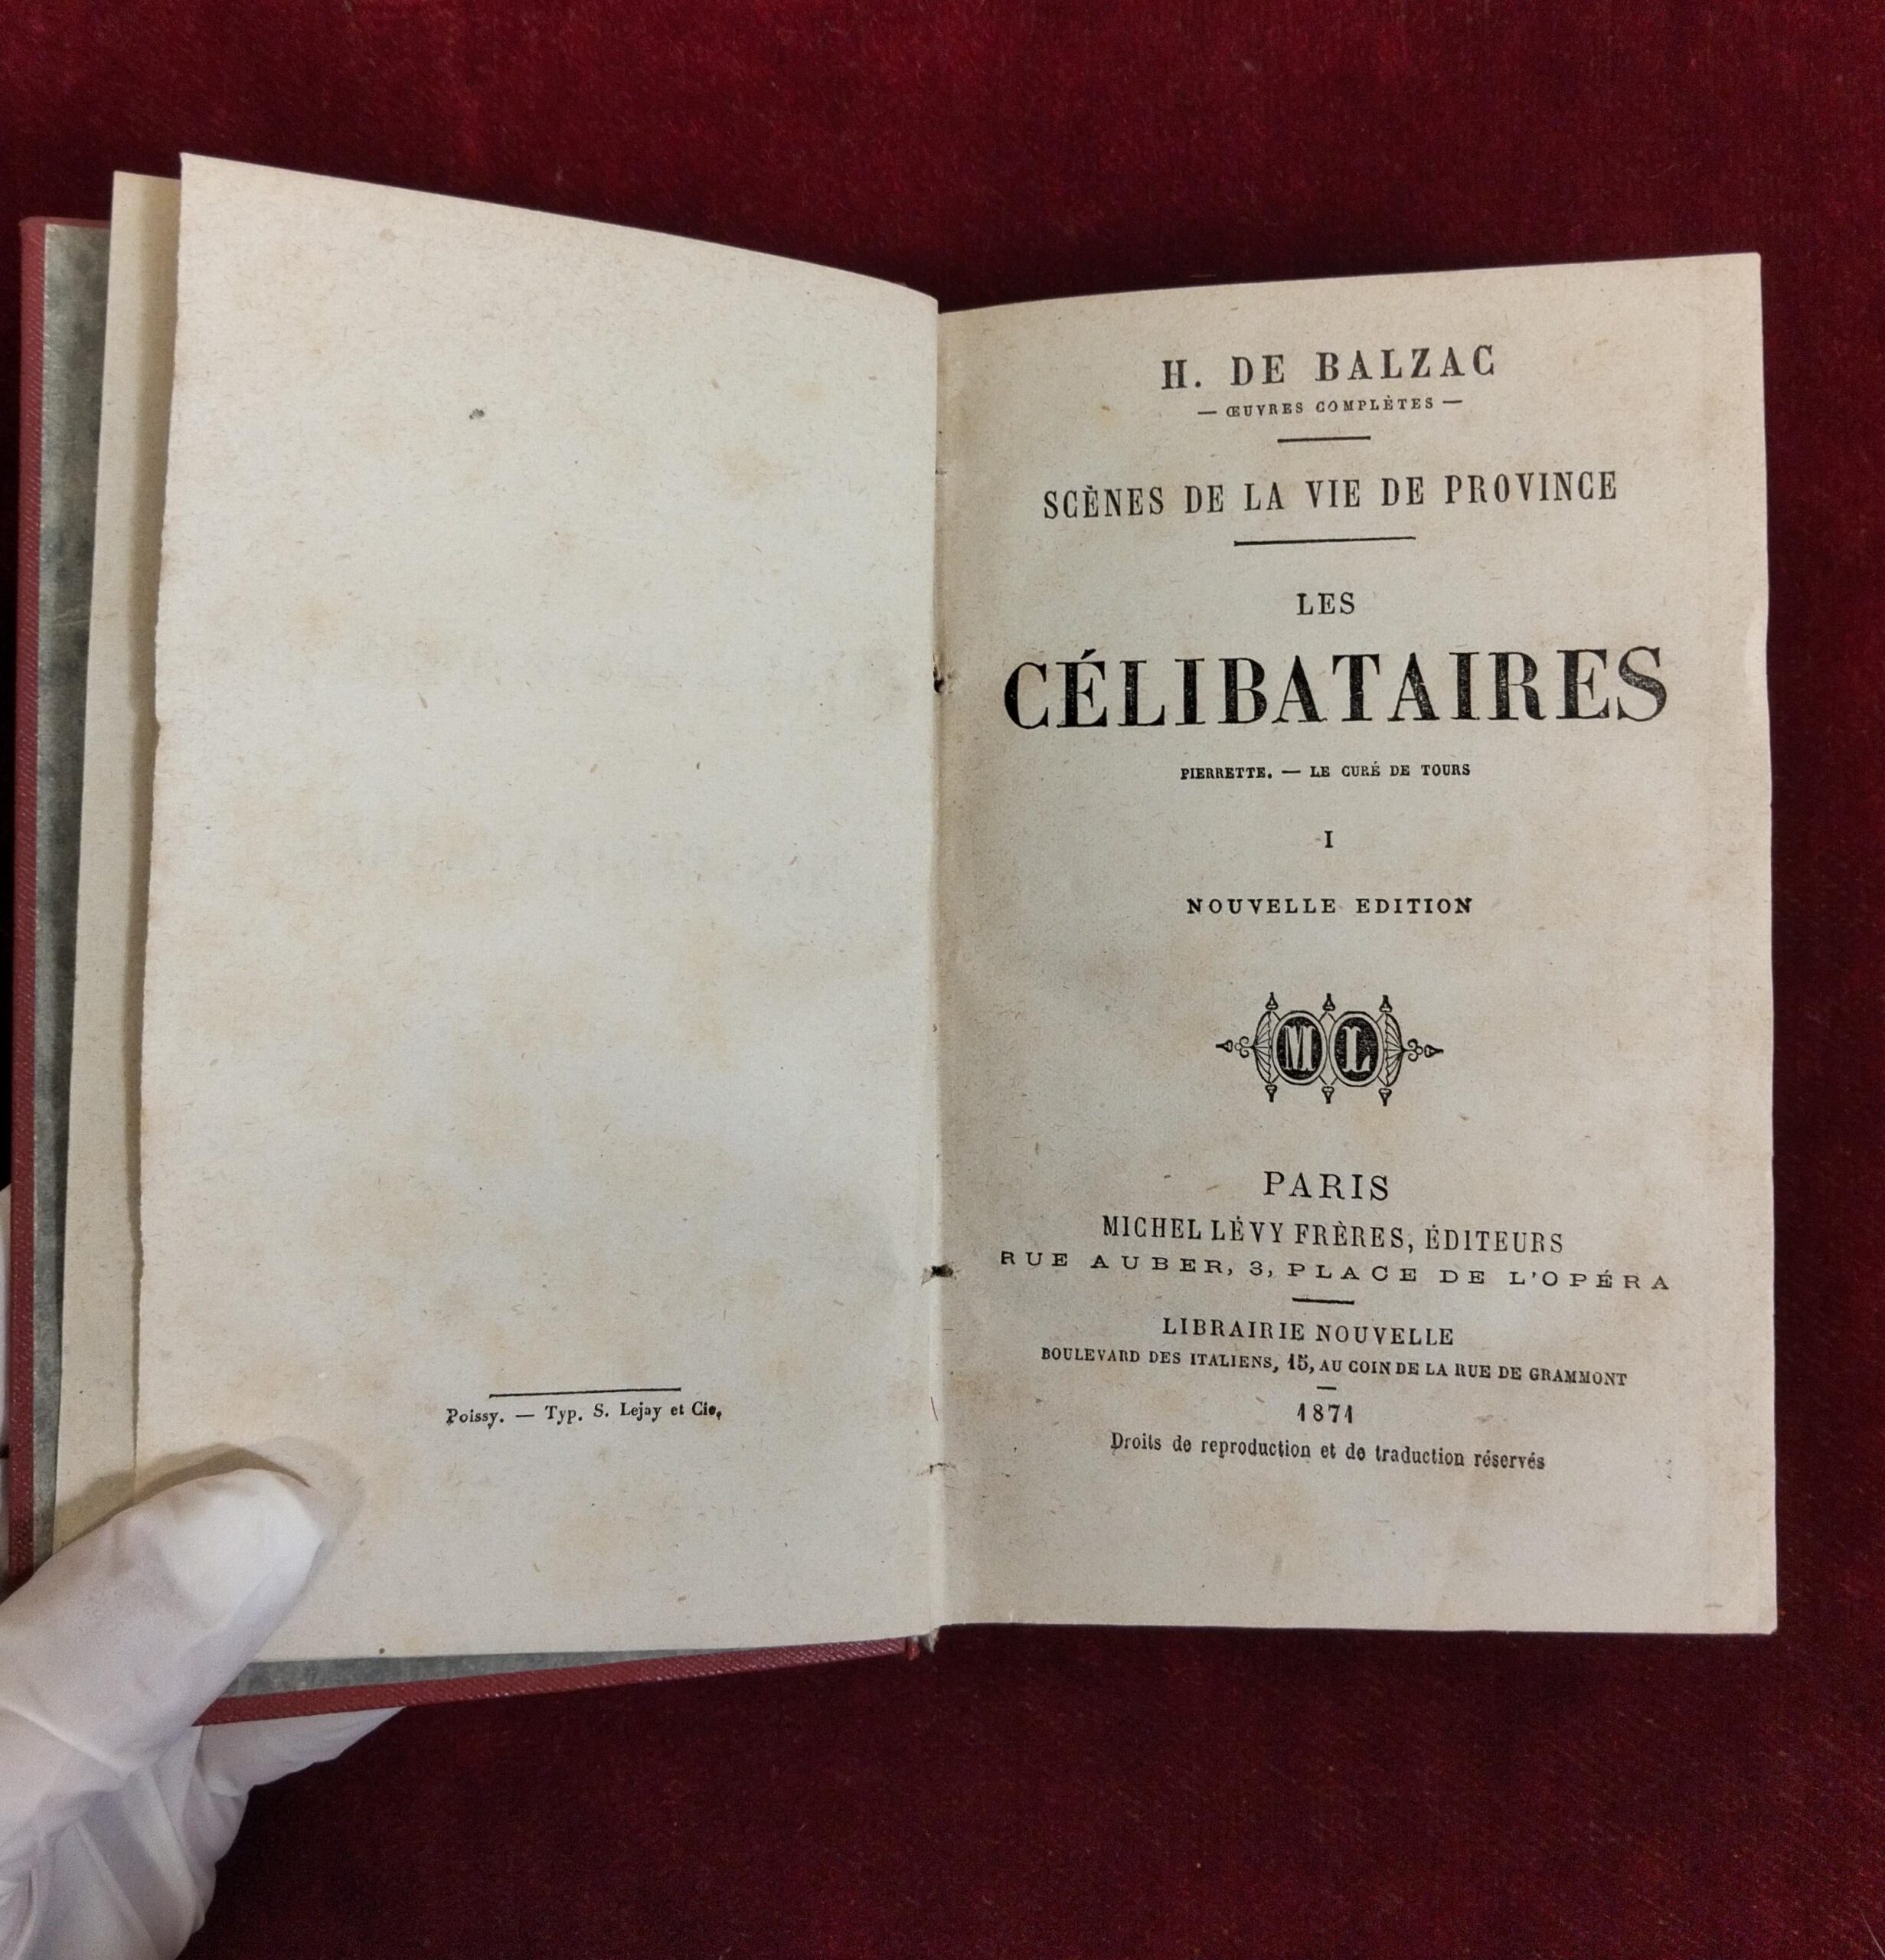 Poissy. — Typ. S. Lejay et Cie.
H. DE BALZAC
— ŒUVRES COMPLÈTES —
SCÈNES DE LA VIE DE PROVINCE
LES
CÉLIBATAIRES
PIERRETTE. — LE CURÉ DE TOURS
I
NOUVELLE EDITION
ML
PARIS
MICHEL LÉVY FRÈRES, ÉDITEURS
RUE AUBER, 3, PLACE DE L'OPÉRA
LIBRAIRIE NOUVELLE
BOULEVARD DES ITALIENS, 15, AU COIN DE LA RUE DE GRAMMONT
1871
Droits de reproduction et de traduction réservés